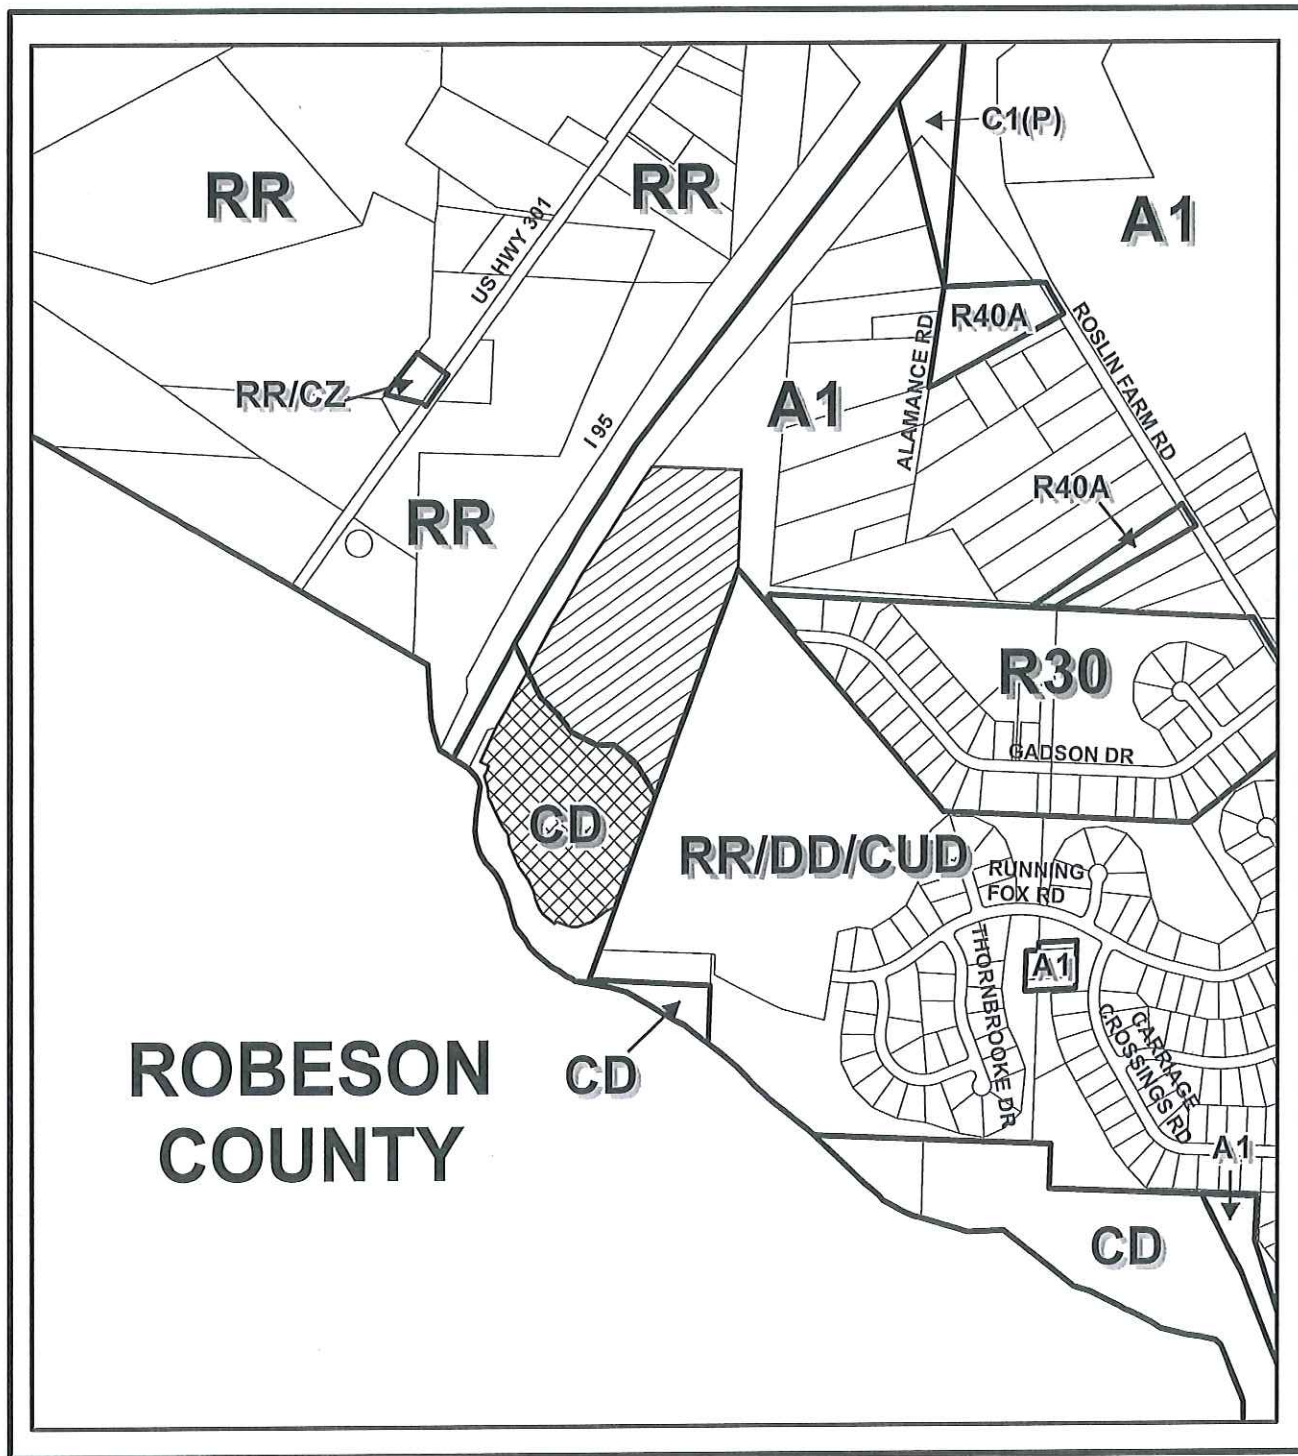 C1(P)
RR
RR
A1
US HWY 301
R40A
ALAMANCE RD
ROSLIN FARM RD
RR/CZ
A1
I 95
R40A
RR
R30
GADSON DR
CD
RR/DD/CUD
RUNNING
FOX RD
THORNBROOKE DR
A1
CARRIAGE
CROSSINGS RD
ROBESON
COUNTY
CD
A1
CD